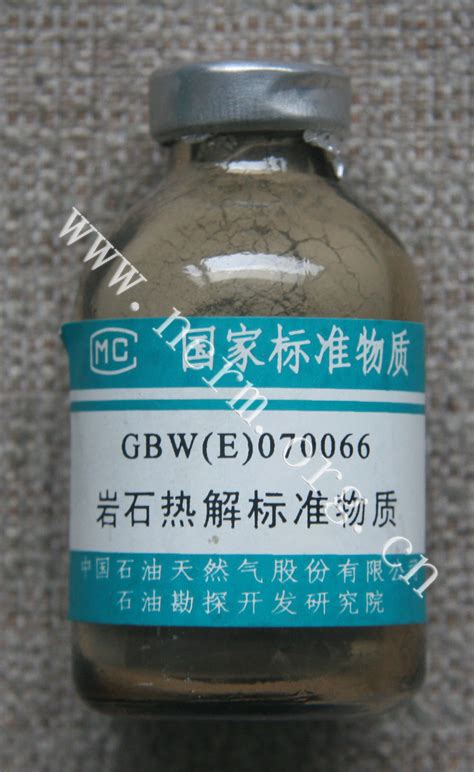 MC 国家标准物质
GBW(E)070066
岩石热解标准物质
中国石油天然气股份有限公司
石油勘探开发研究院
www.ncrm.org.cn